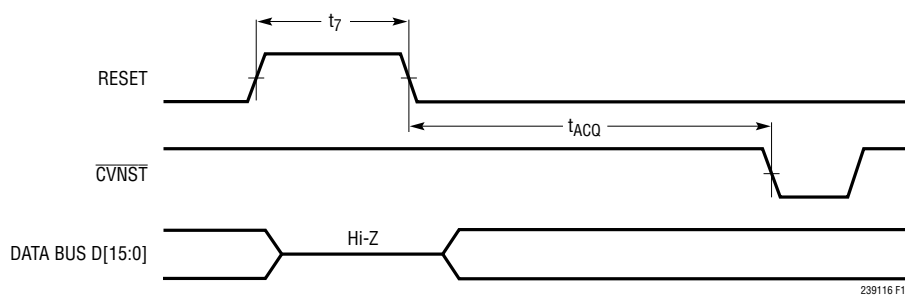 t7
RESET
tACQ
CVNST
Hi-Z
DATA BUS D[15:0]
239116 F1